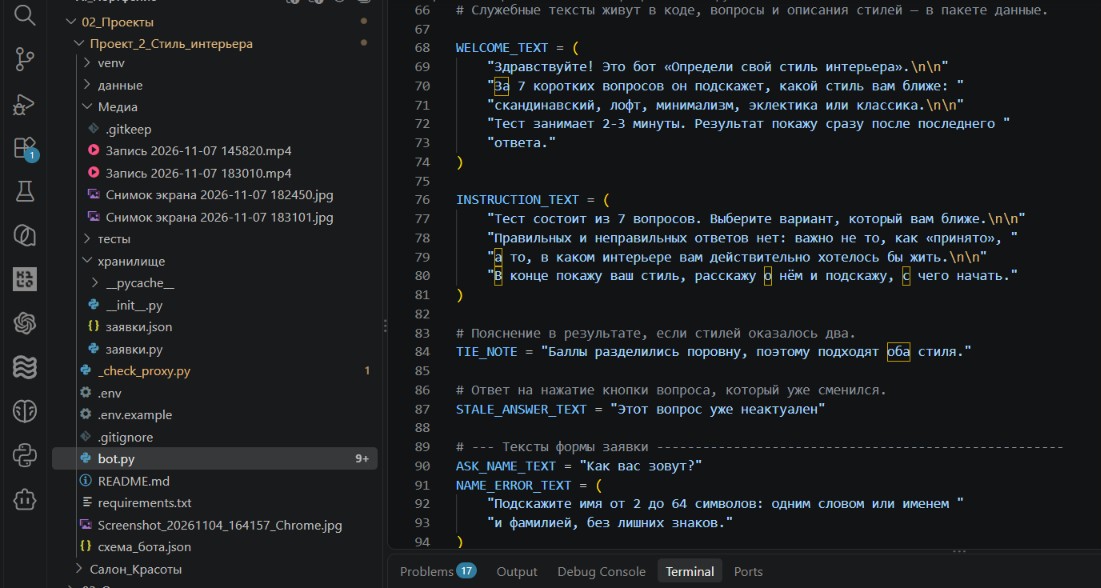 02_Проекты
Проект_2_Стиль_интерьера
venv
данные
Медиа
.gitkeep
Запись 2026-11-07 145820.mp4
Запись 2026-11-07 183010.mp4
Снимок экрана 2026-11-07 182450.jpg
Снимок экрана 2026-11-07 183101.jpg
тесты
хранилище
__pycache__
__init__.py
{} заявки.json
заявки.py
_check_proxy.py 1
.env
.env.example
.gitignore
bot.py 9+
README.md
requirements.txt
Screenshot_20261104_164157_Chrome.jpg
{} схема_бота.json
Салон_Красоты
1
66 # Служебные тексты живут в коде, вопросы и описания стилей — в пакете данные.
67
68 WELCOME_TEXT = (
69 "Здравствуйте! Это бот «Определи свой стиль интерьера».\n\n"
70 "За 7 коротких вопросов он подскажет, какой стиль вам ближе: "
71 "скандинавский, лофт, минимализм, эклектика или классика.\n\n"
72 "Тест занимает 2-3 минуты. Результат покажу сразу после последнего "
73 "ответа."
74 )
75
76 INSTRUCTION_TEXT = (
77 "Тест состоит из 7 вопросов. Выберите вариант, который вам ближе.\n\n"
78 "Правильных и неправильных ответов нет: важно не то, как «принято», "
79 "а то, в каком интерьере вам действительно хотелось бы жить.\n\n"
80 "В конце покажу ваш стиль, расскажу о нём и подскажу, с чего начать."
81 )
82
83 # Пояснение в результате, если стилей оказалось два.
84 TIE_NOTE = "Баллы разделились поровну, поэтому подходят оба стиля."
85
86 # Ответ на нажатие кнопки вопроса, который уже сменился.
87 STALE_ANSWER_TEXT = "Этот вопрос уже неактуален"
88
89 # --- Тексты формы заявки -----------------------------------------------------
90 ASK_NAME_TEXT = "Как вас зовут?"
91 NAME_ERROR_TEXT = (
92 "Подскажите имя от 2 до 64 символов: одним словом или именем "
93 "и фамилией, без лишних знаков."
94 )
Problems 17 Output Debug Console Terminal Ports